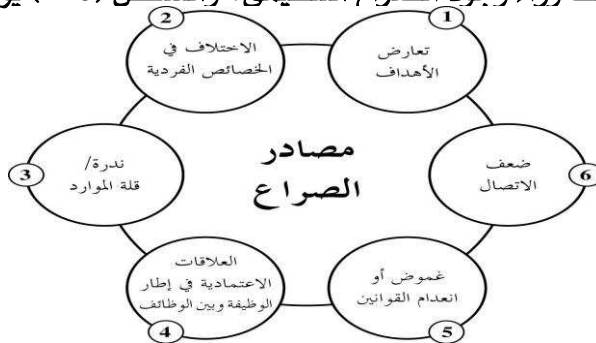 1
تعارض
الأهداف
2
الاختلاف في
الخصائص الفردية
مصادر
الصراع
3
ندرة/
قلة الموارد
العلاقات
الاعتمادية في إطار
الوظيفة وبين الوظائف
4
غموض أو
انعدام القوانين
5
ضعف
الاتصال
6